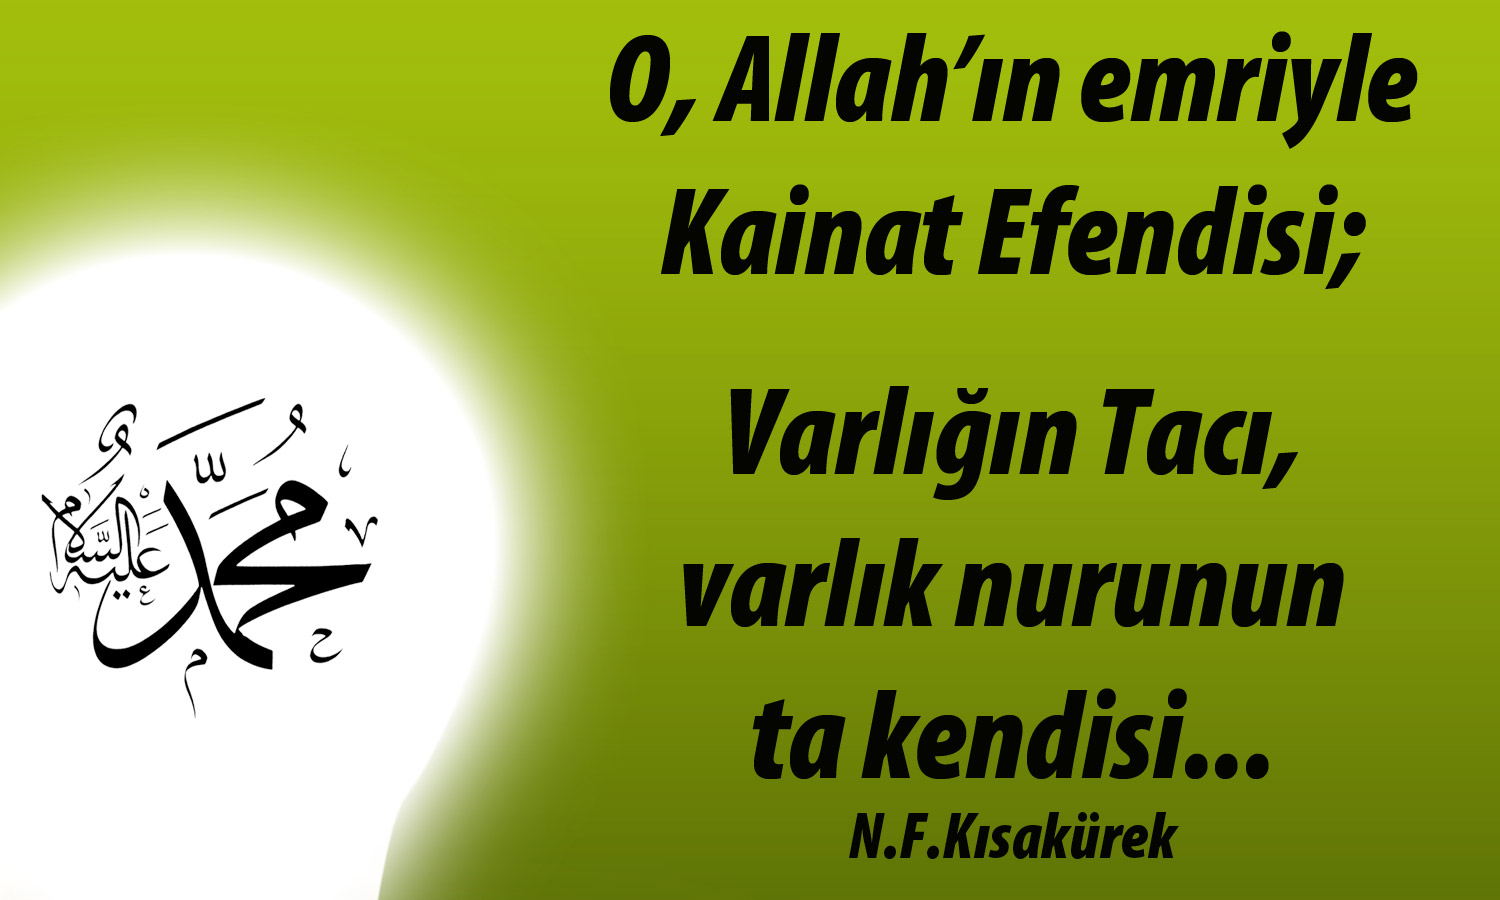 O, Allah’ın emriyle
Kainat Efendisi;
Varlığın Tacı,
varlık nurunun
ta kendisi...
N.F.Kısakürek
محمد
عليه السلام